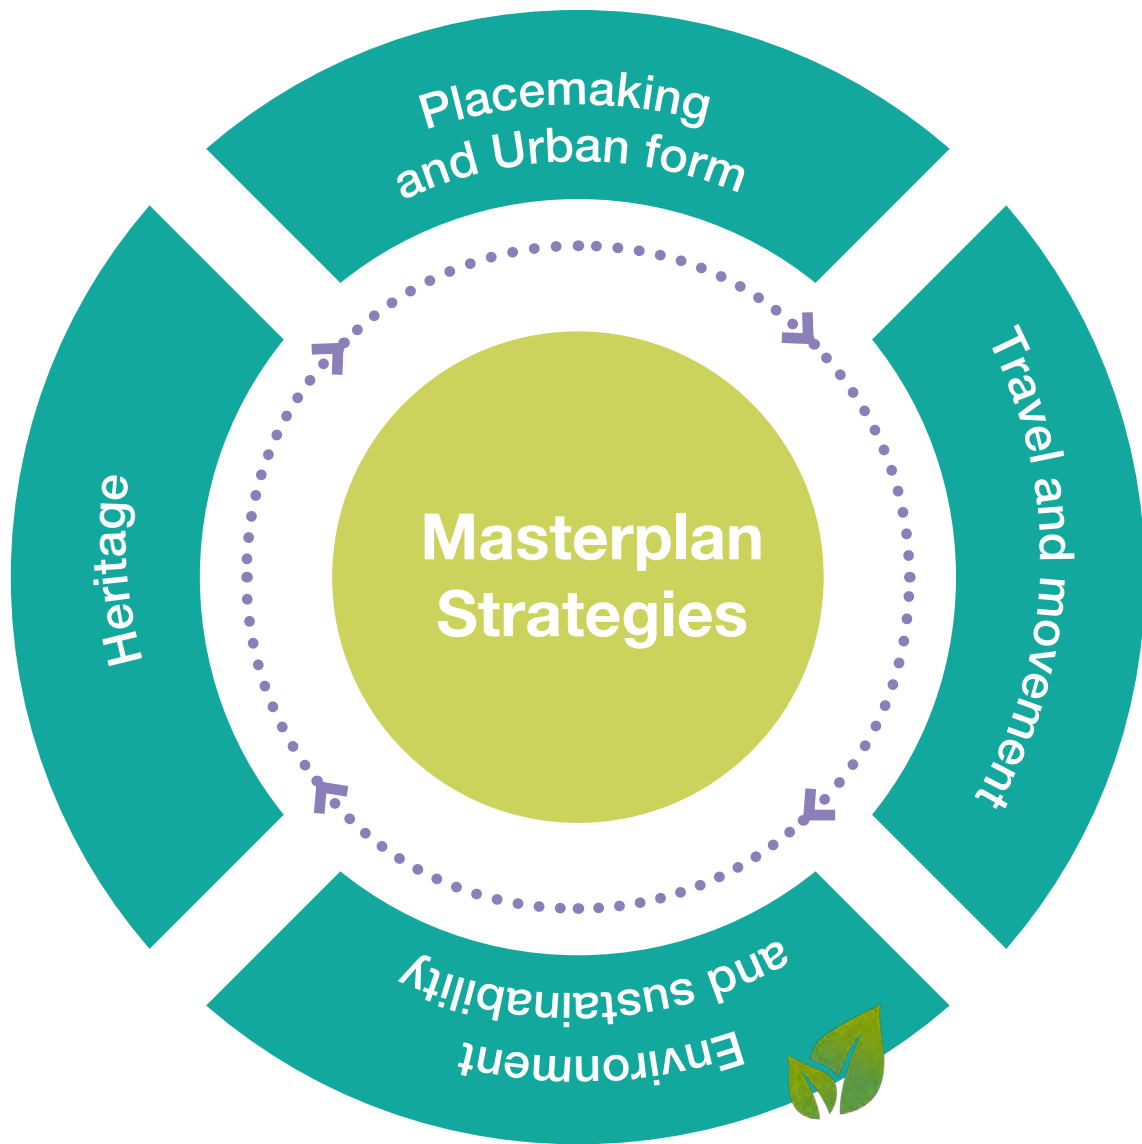 Placemaking
and Urban form
Travel and movement
Environment
and sustainability
Heritage
Masterplan
Strategies